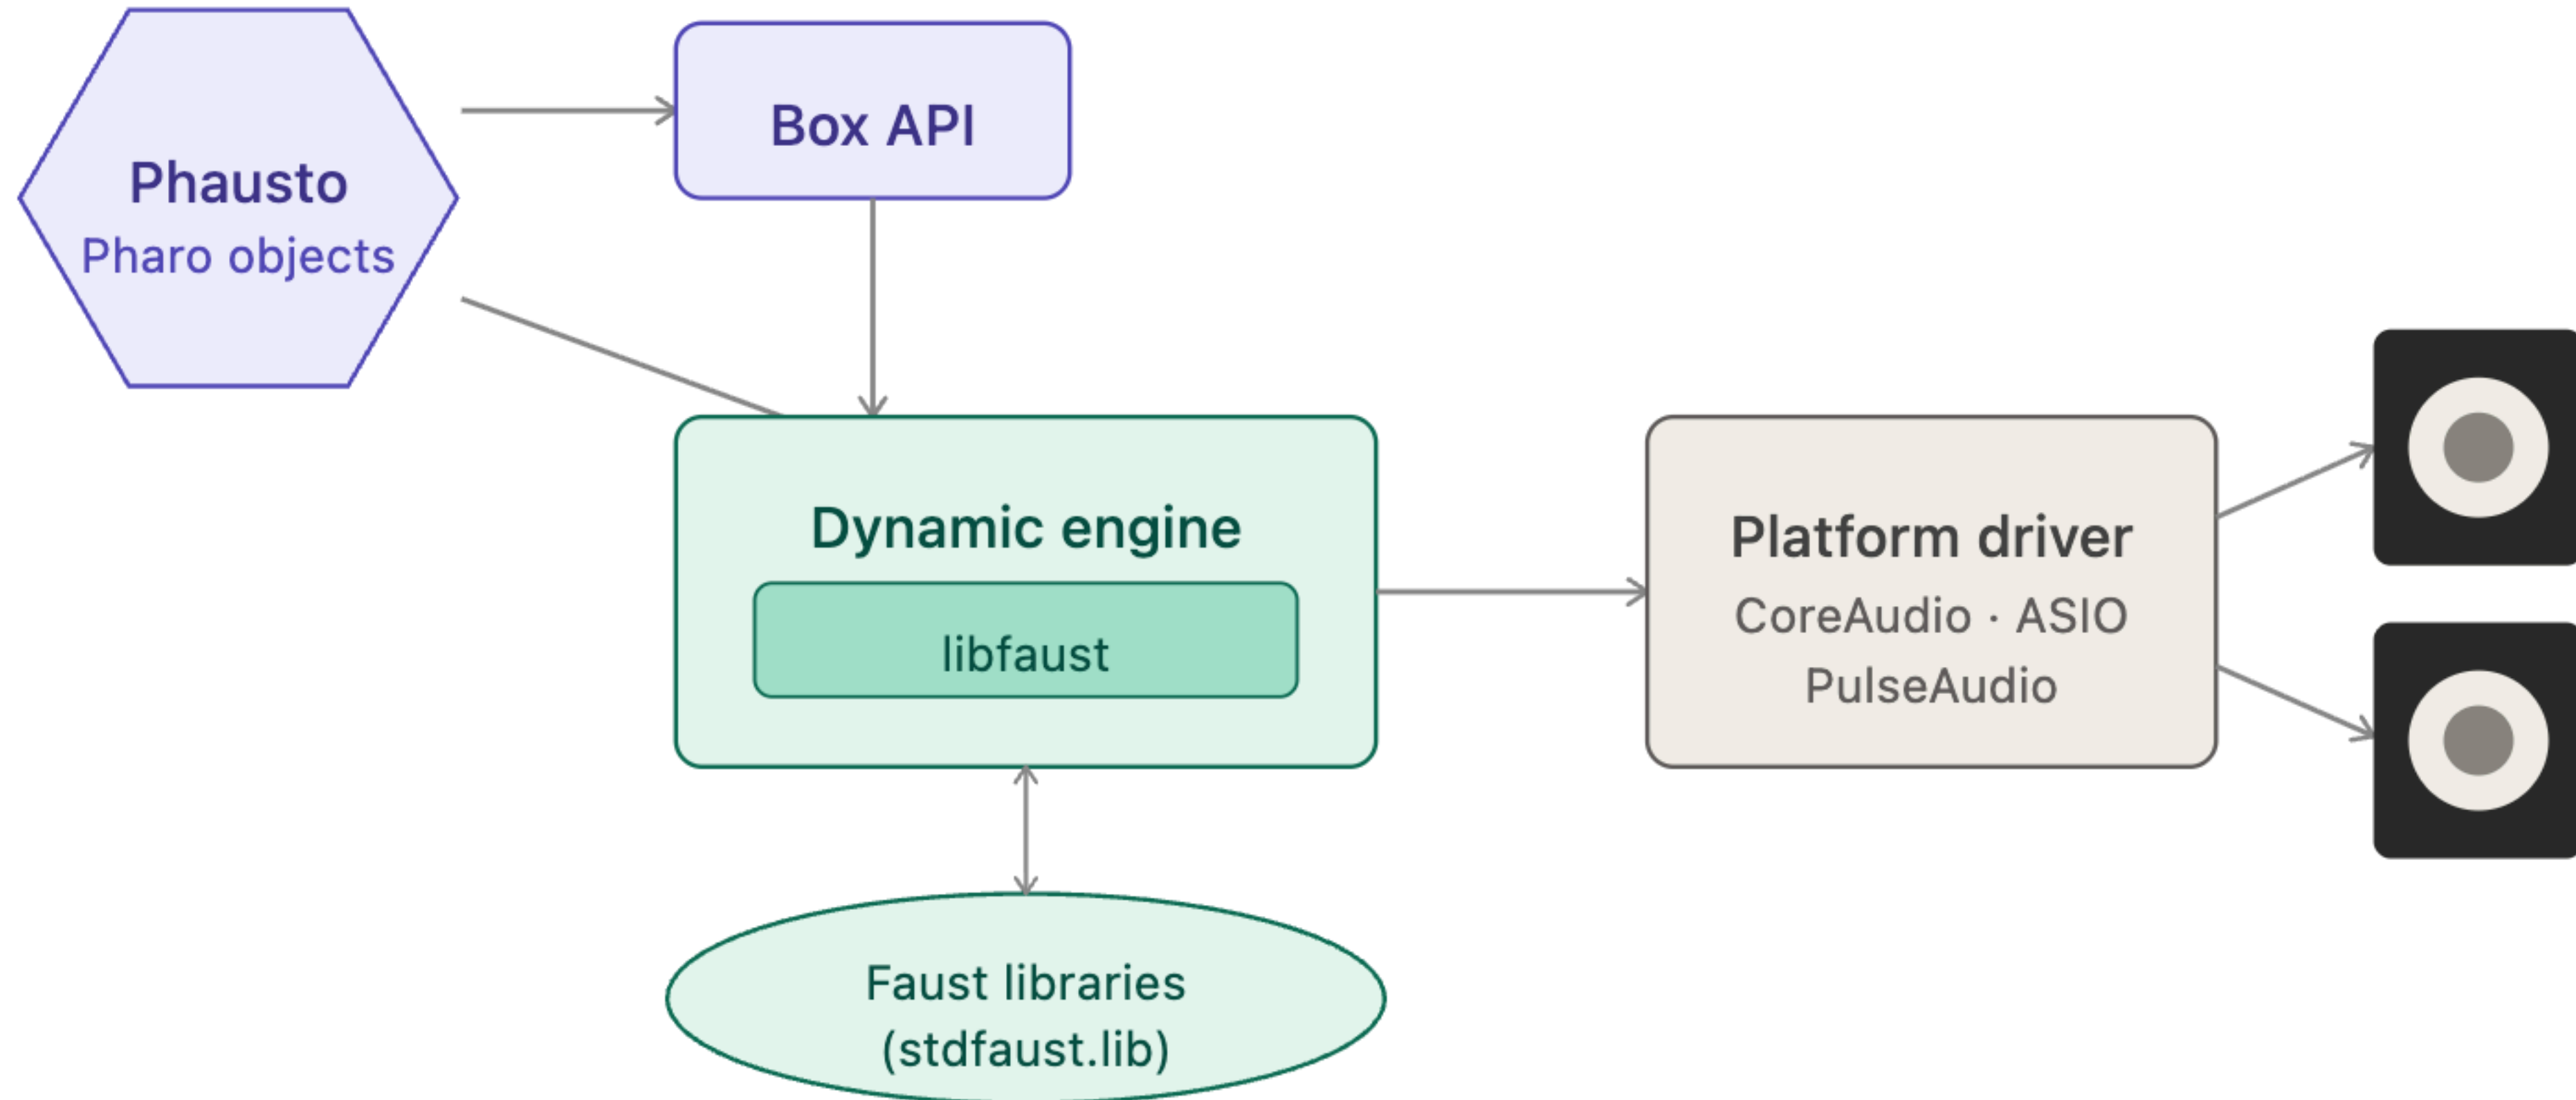 Phausto
Pharo objects
Box API
Dynamic engine
libfaust
Platform driver
CoreAudio · ASIO
PulseAudio
Faust libraries
(stdfaust.lib)